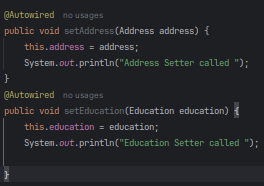 @Autowired no usages
public void setAddress(Address address) {
    this.address = address;
    System.out.println("Address Setter called ");
}
@Autowired no usages
public void setEducation(Education education) {
    this.education = education;
    System.out.println("Education Setter called ");
}